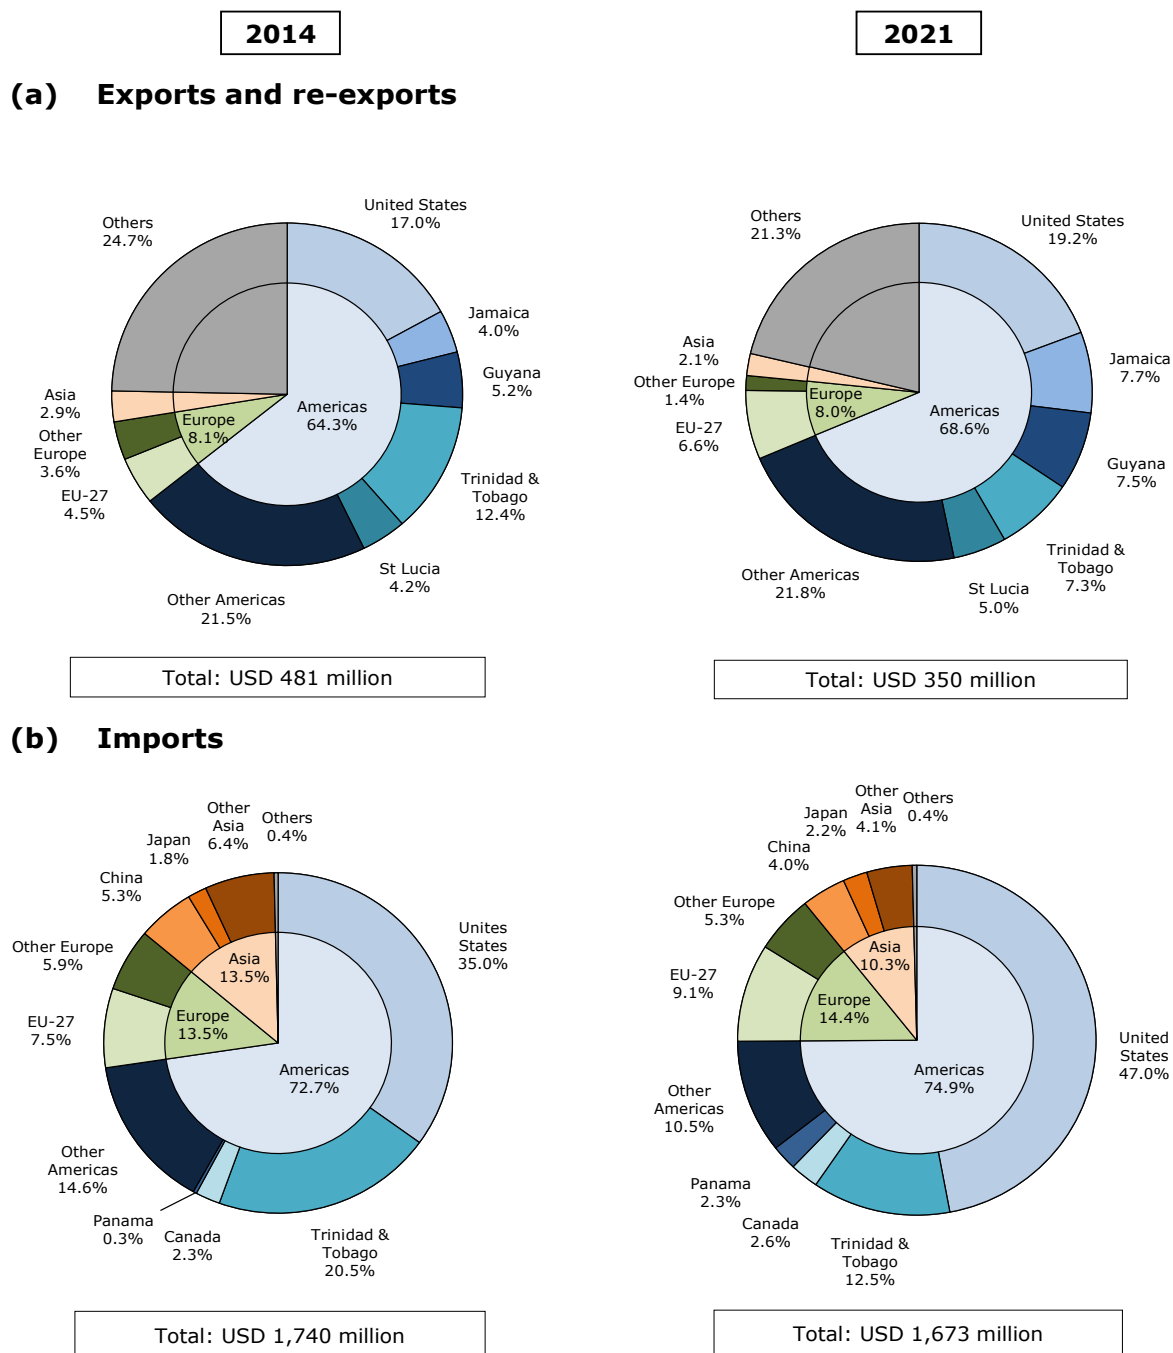 2014
2021
(a) Exports and re-exports
United States
17.0%
Jamaica
4.0%
Guyana
5.2%
Trinidad &
Tobago
12.4%
St Lucia
4.2%
Other Americas
21.5%
EU-27
4.5%
Other
Europe
3.6%
Asia
2.9%
Others
24.7%
Americas
64.3%
Europe
8.1%
Total: USD 481 million
United States
19.2%
Jamaica
7.7%
Guyana
7.5%
Trinidad &
Tobago
7.3%
St Lucia
5.0%
Other Americas
21.8%
EU-27
6.6%
Other Europe
1.4%
Asia
2.1%
Others
21.3%
Americas
68.6%
Europe
8.0%
Total: USD 350 million
(b) Imports
Unites
States
35.0%
Trinidad &
Tobago
20.5%
Canada
2.3%
Panama
0.3%
Other
Americas
14.6%
EU-27
7.5%
Other Europe
5.9%
China
5.3%
Japan
1.8%
Other
Asia
6.4%
Others
0.4%
Asia
13.5%
Europe
13.5%
Americas
72.7%
Total: USD 1,740 million
United
States
47.0%
Trinidad &
Tobago
12.5%
Canada
2.6%
Panama
2.3%
Other
Americas
10.5%
EU-27
9.1%
Other Europe
5.3%
China
4.0%
Japan
2.2%
Other
Asia
4.1%
Others
0.4%
Asia
10.3%
Europe
14.4%
Americas
74.9%
Total: USD 1,673 million